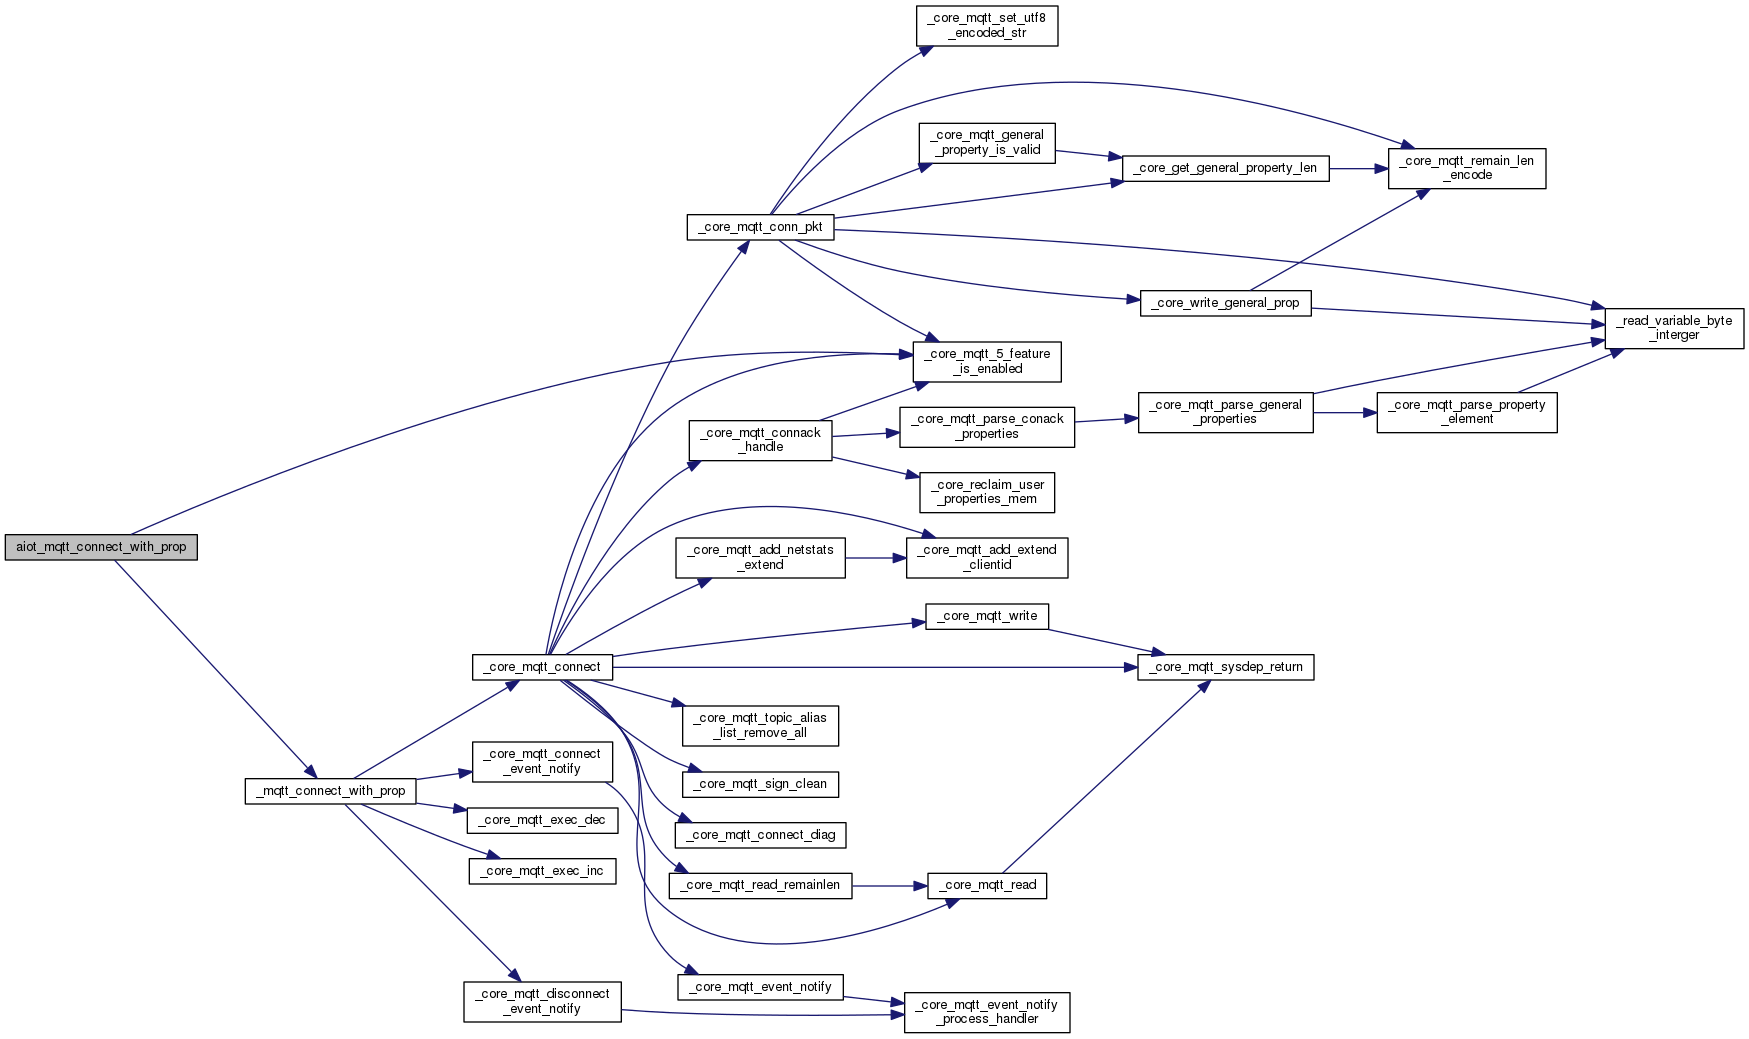 _core_mqtt_set_utf8
_encoded_str
_core_mqtt_general
_property_is_valid
_core_get_general_property_len
_core_mqtt_remain_len
_encode
_core_mqtt_conn_pkt
_core_write_general_prop
_read_variable_byte
_interger
_core_mqtt_5_feature
_is_enabled
_core_mqtt_connack
_handle
_core_mqtt_parse_conack
_properties
_core_mqtt_parse_general
_properties
_core_mqtt_parse_property
_element
_core_reclaim_user
_properties_mem
aiot_mqtt_connect_with_prop
_core_mqtt_add_netstats
_extend
_core_mqtt_add_extend
_clientid
_core_mqtt_write
_core_mqtt_connect
_core_mqtt_sysdep_return
_core_mqtt_topic_alias
_list_remove_all
_core_mqtt_connect
_event_notify
_mqtt_connect_with_prop
_core_mqtt_sign_clean
_core_mqtt_exec_dec
_core_mqtt_connect_diag
_core_mqtt_exec_inc
_core_mqtt_read_remainlen
_core_mqtt_read
_core_mqtt_disconnect
_event_notify
_core_mqtt_event_notify
_core_mqtt_event_notify
_process_handler